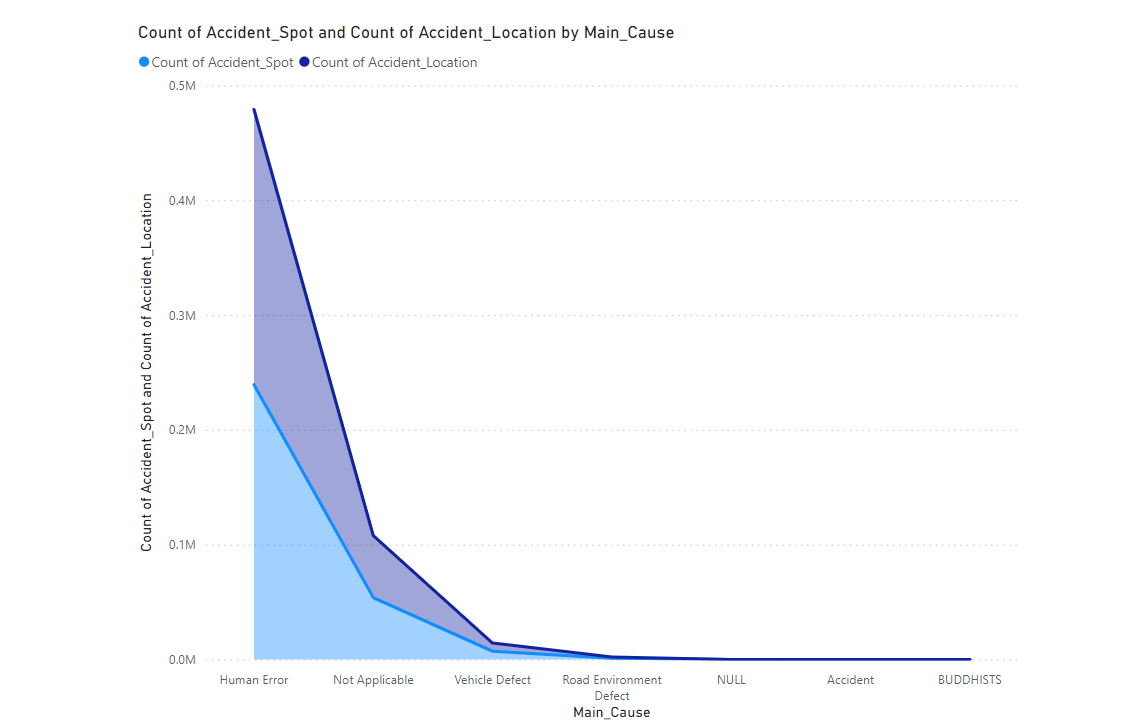 Count of Accident_Spot and Count of Accident_Location by Main_Cause
Count of Accident_Spot Count of Accident_Location
Count of Accident_Spot and Count of Accident_Location
0.5M
0.4M
0.3M
0.2M
0.1M
0.0M
Human Error Not Applicable Vehicle Defect Road Environment NULL Accident BUDDHISTS
Defect
Main_Cause